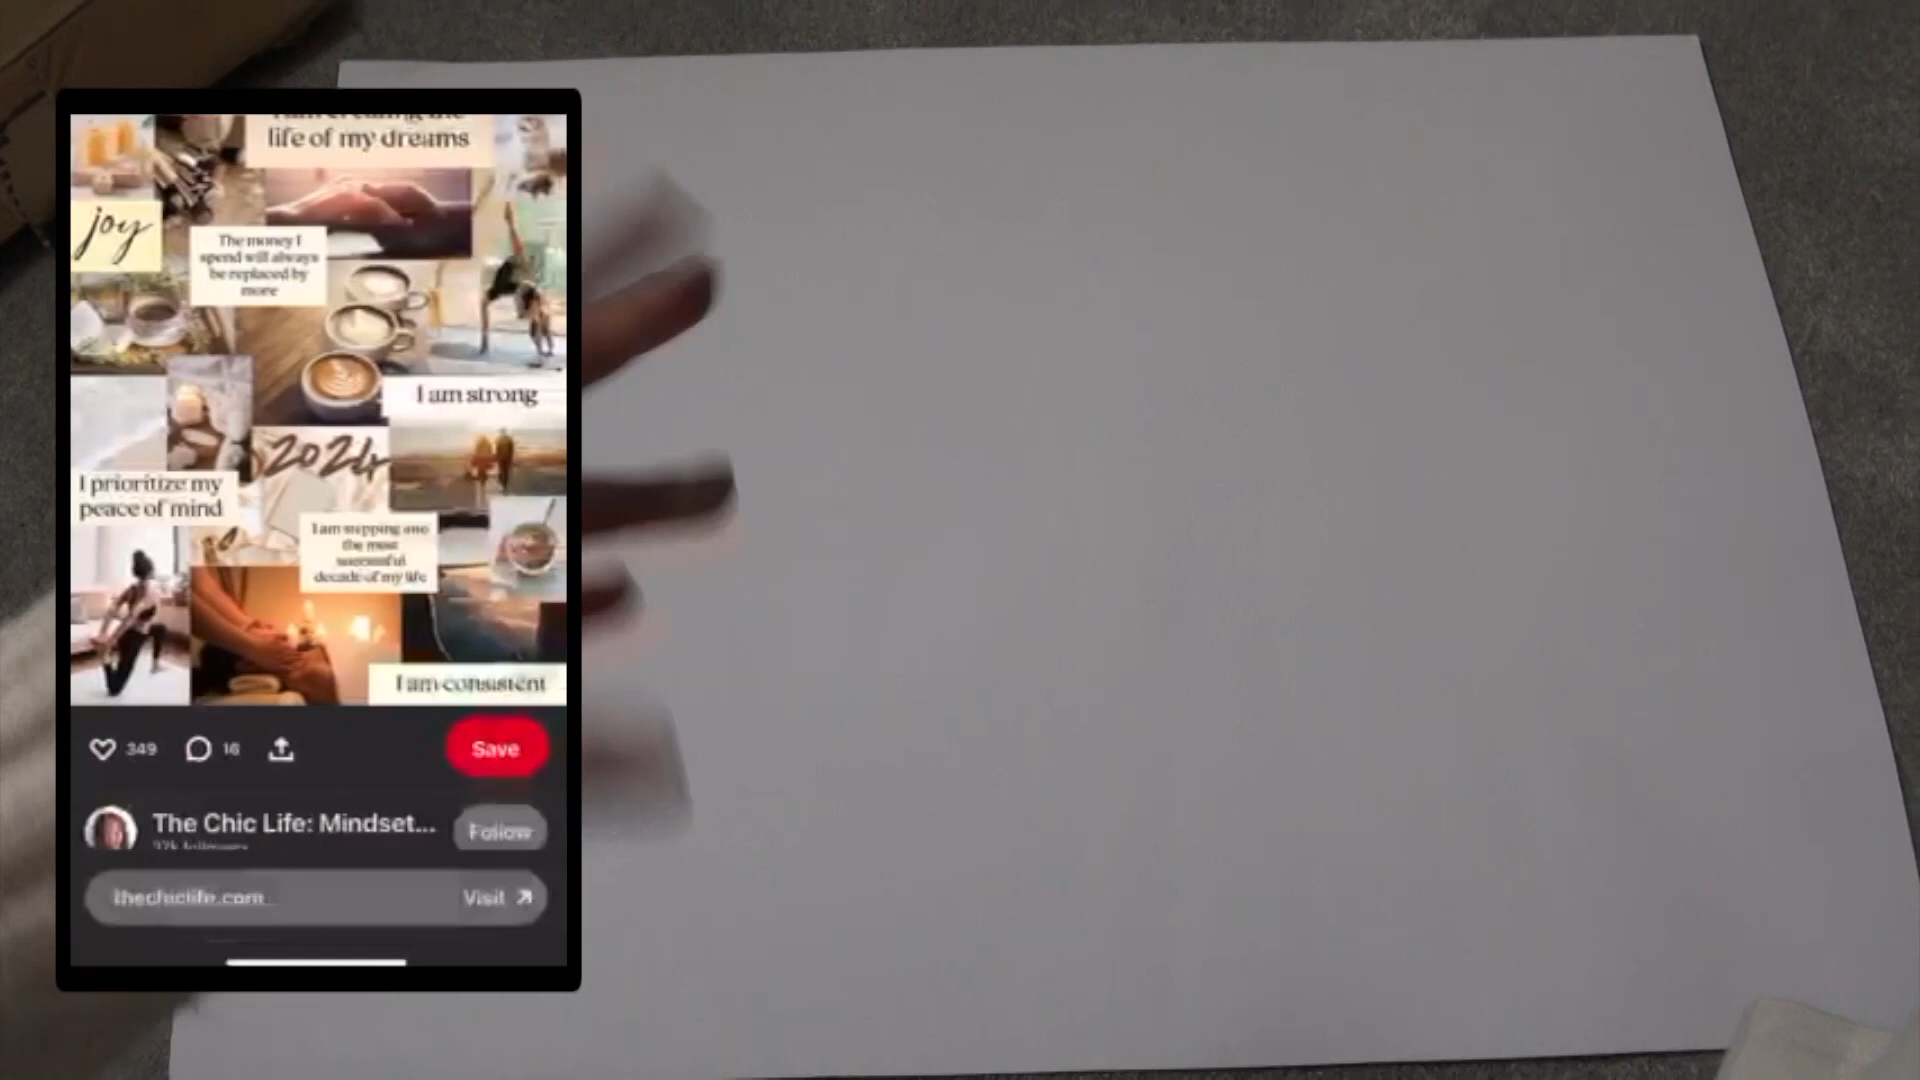 life of my dreams
joy
The money I
spend will always
be replaced by
more
I am strong
2024
I prioritize my
peace of mind
I am stepping into
the most
successful
decade of my life
I am consistent
349
16
Save
The Chic Life: Mindset...
Follow
thechiclife.com
Visit